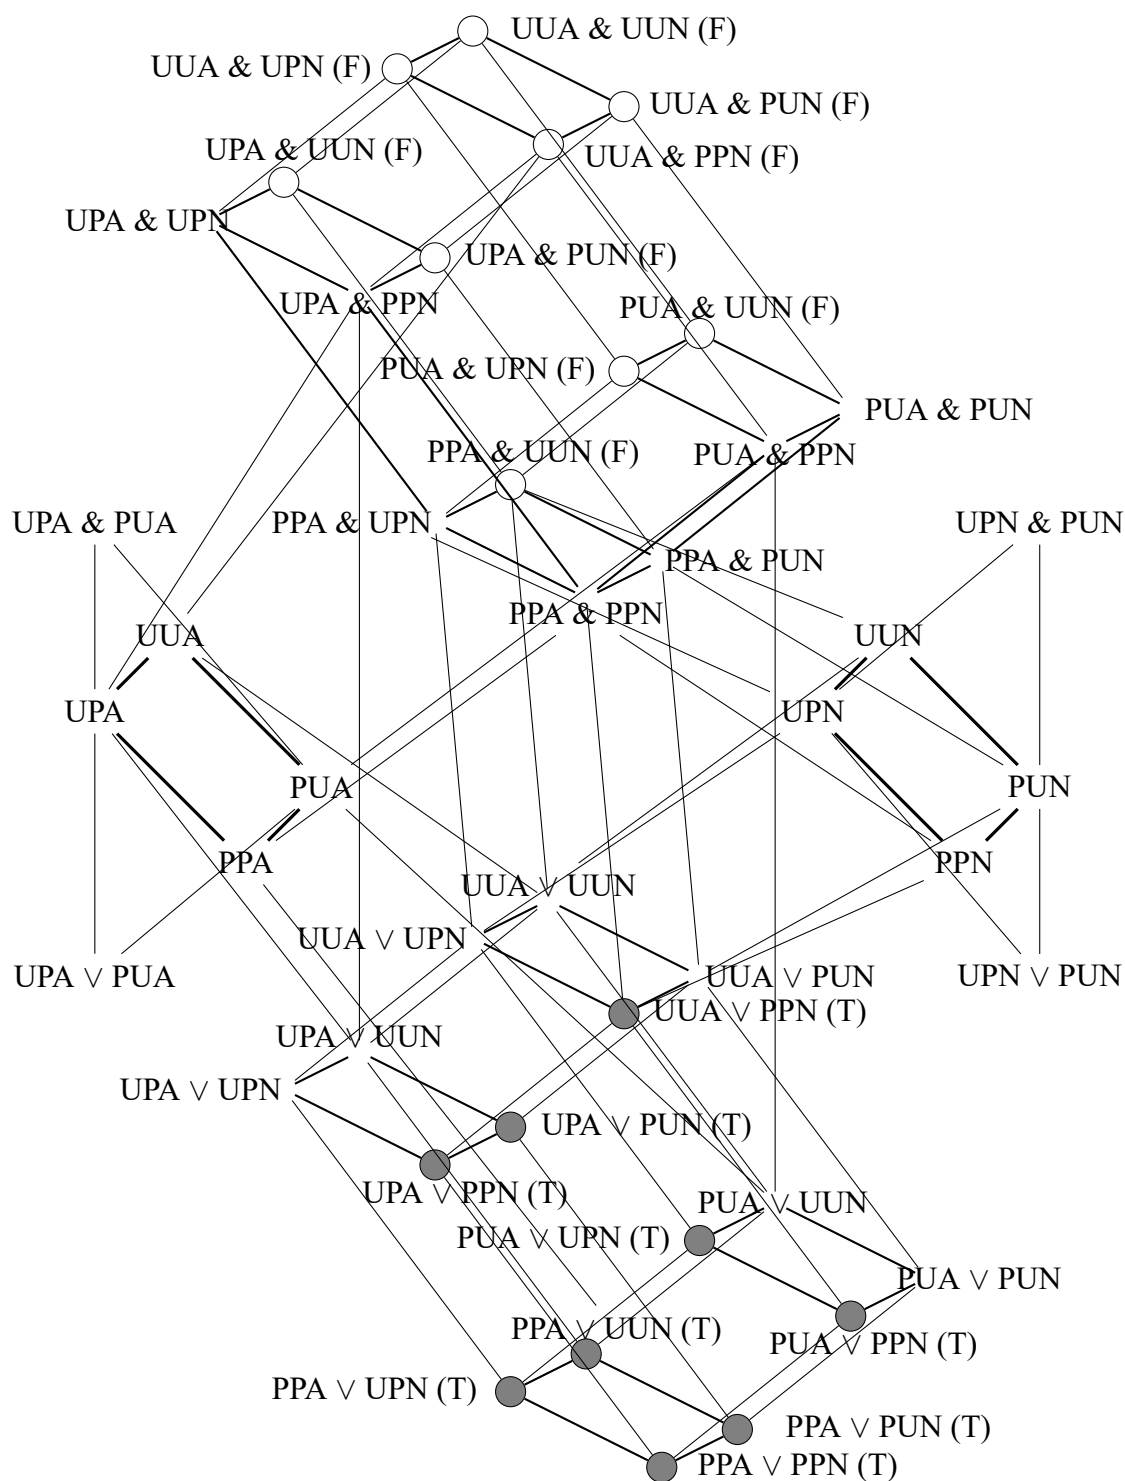 UUA & UUN (F)
UUA & UPN (F)
UUA & PUN (F)
UPA & UUN (F)
UUA & PPN (F)
UPA & UPN
UPA & PUN (F)
UPA & PPN
PUA & UUN (F)
PUA & UPN (F)
PUA & PUN
PPA & UUN (F)
PUA & PPN
UPA & PUA
PPA & UPN
UPN & PUN
PPA & PUN
PPA & PPN
UUA
UUN
UPA
UPN
PUA
PUN
PPA
PPN
UUA ∨ UUN
UUA ∨ UPN
UPA ∨ PUA
UUA ∨ PUN
UPN ∨ PUN
UUA ∨ PPN (T)
UPA ∨ UUN
UPA ∨ UPN
UPA ∨ PUN (T)
UPA ∨ PPN (T)
PUA ∨ UUN
PUA ∨ UPN (T)
PUA ∨ PUN
PPA ∨ UUN (T)
PUA ∨ PPN (T)
PPA ∨ UPN (T)
PPA ∨ PUN (T)
PPA ∨ PPN (T)